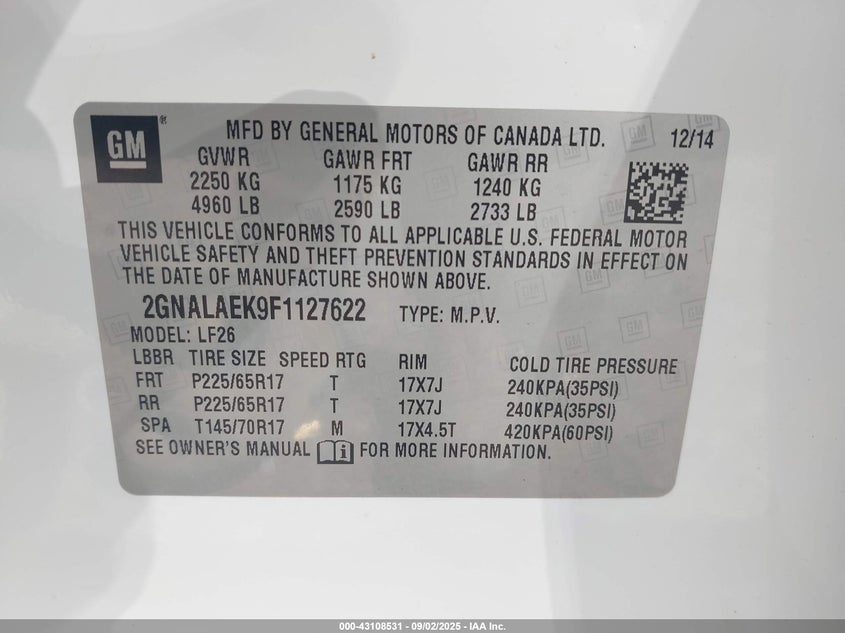 GM ® MFD BY GENERAL MOTORS OF CANADA LTD. 12/14
GVWR GAWR FRT GAWR RR
2250 KG 1175 KG 1240 KG
4960 LB 2590 LB 2733 LB
THIS VEHICLE CONFORMS TO ALL APPLICABLE U.S. FEDERAL MOTOR
VEHICLE SAFETY AND THEFT PREVENTION STANDARDS IN EFFECT ON
THE DATE OF MANUFACTURE SHOWN ABOVE.
2GNALAEK9F1127622 TYPE: M.P.V.
MODEL: LF26
LBBR TIRE SIZE SPEED RTG RIM COLD TIRE PRESSURE
FRT P225/65R17 T 17X7J 240KPA(35PSI)
RR P225/65R17 T 17X7J 240KPA(35PSI)
SPA T145/70R17 M 17X4.5T 420KPA(60PSI)
SEE OWNER'S MANUAL i FOR MORE INFORMATION.
000-43108531 - 09/02/2025 - IAA Inc.